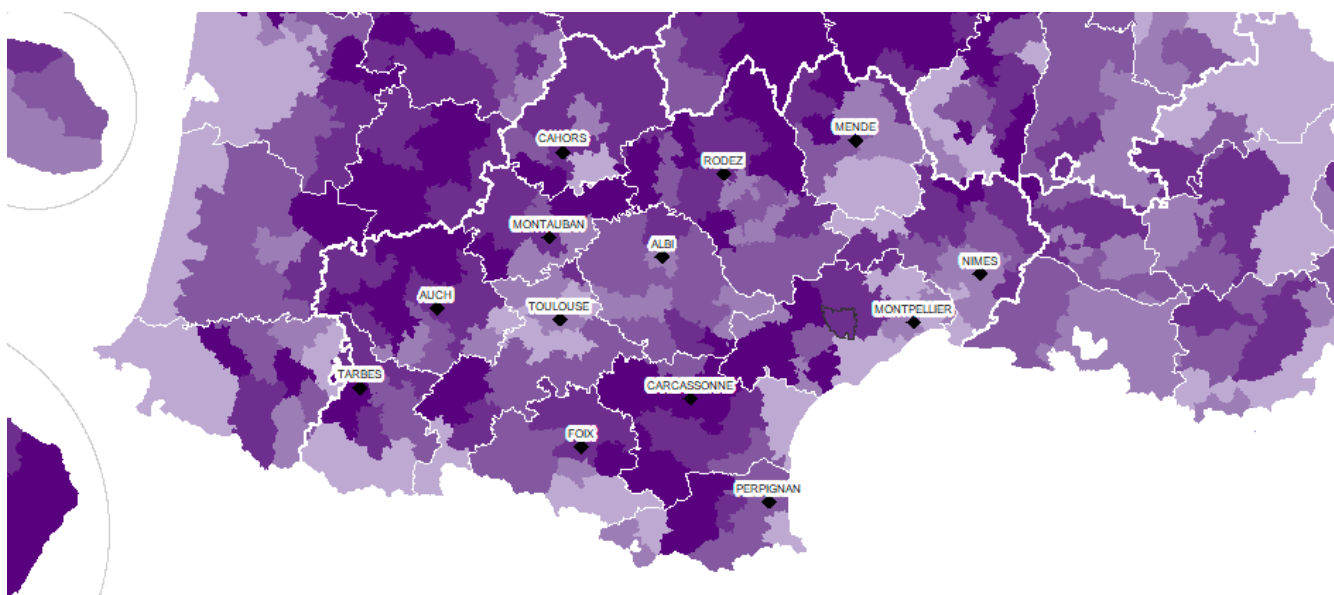 MENDE
CAHORS
RODEZ
MONTAUBAN
ALBI
NIMES
AUCH
TOULOUSE
MONTPELLIER
TARBES
CARCASSONNE
FOIX
PERPIGNAN